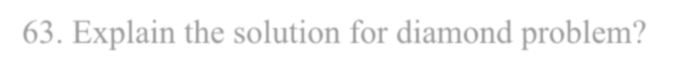 63. Explain the solution for diamond problem?